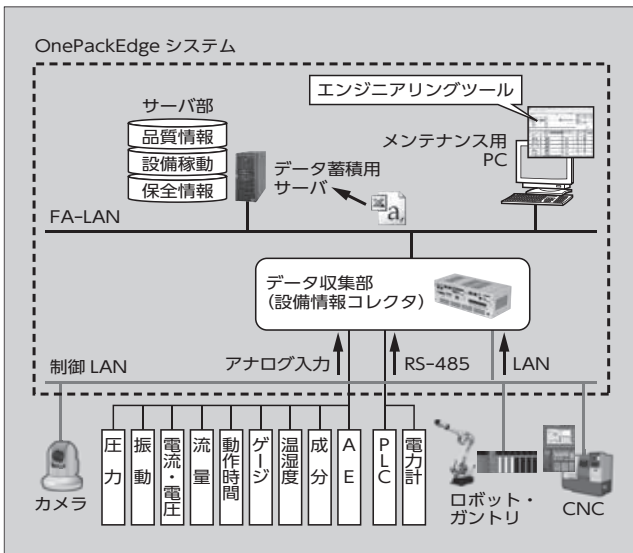 OnePackEdge システム
エンジニアリングツール
サーバ部
品質情報
設備稼動
保全情報
データ蓄積用
サーバ
メンテナンス用
PC
a,
FA-LAN
データ収集部
(設備情報コレクタ)
制御 LAN
アナログ入力
RS-485
LAN
カメラ
圧力
振動
電流・電圧
流量
動作時間
ゲージ
温湿度
成分
AE
PLC
電力計
ロボット・
ガントリ
CNC